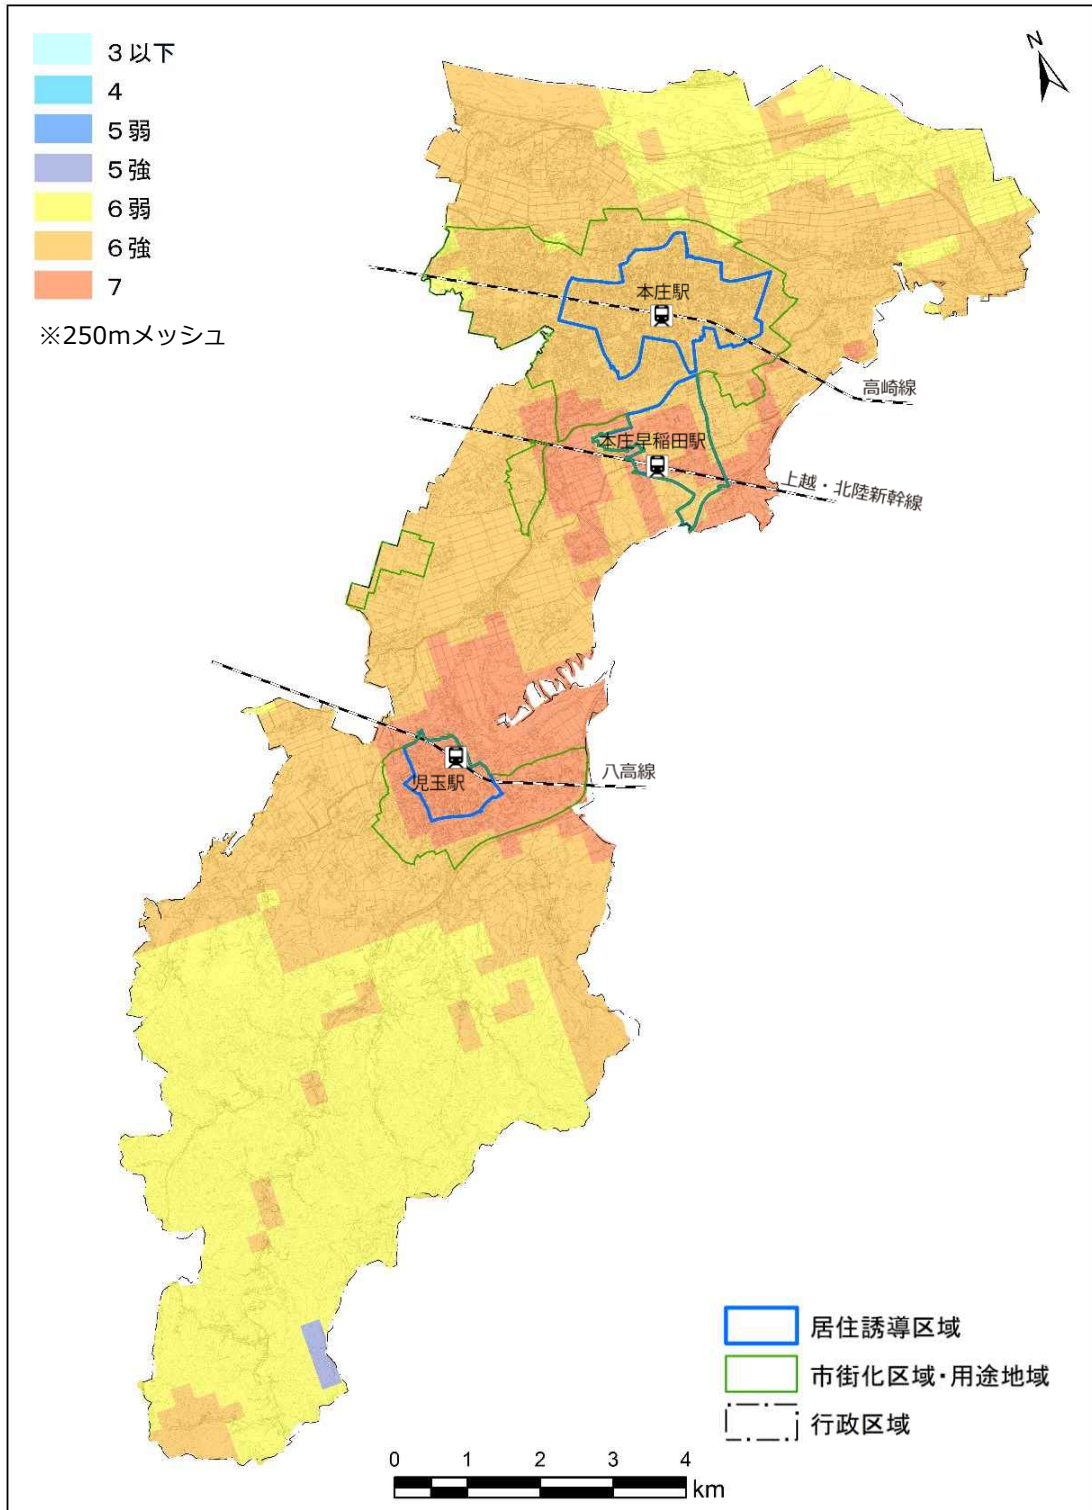 3以下
4
5弱
5強
6弱
6強
7
※250mメッシュ
N
本庄駅
高崎線
本庄早稲田駅
上越・北陸新幹線
児玉駅
八高線
居住誘導区域
市街化区域・用途地域
行政区域
0 1 2 3 4
km